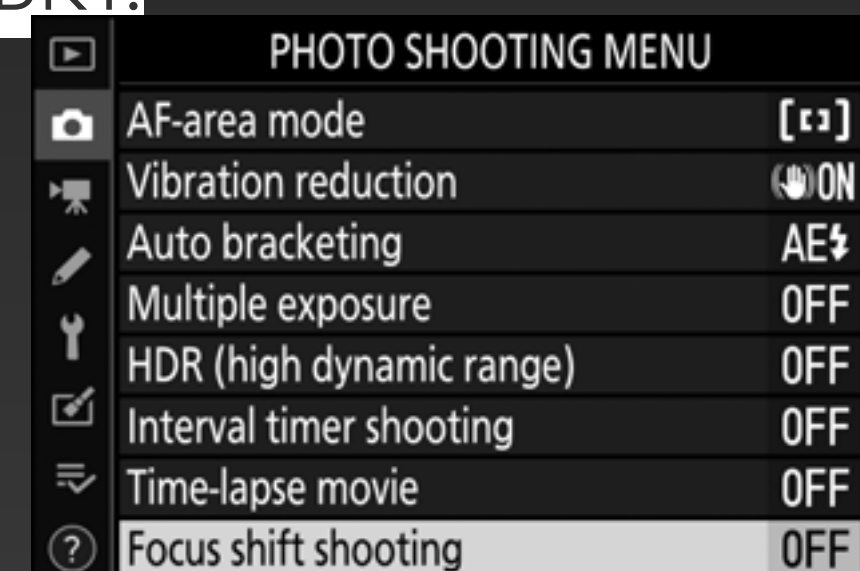 PHOTO SHOOTING MENU
AF-area mode
Vibration reduction ON
Auto bracketing AE
Multiple exposure OFF
HDR (high dynamic range) OFF
Interval timer shooting OFF
Time-lapse movie OFF
? Focus shift shooting OFF